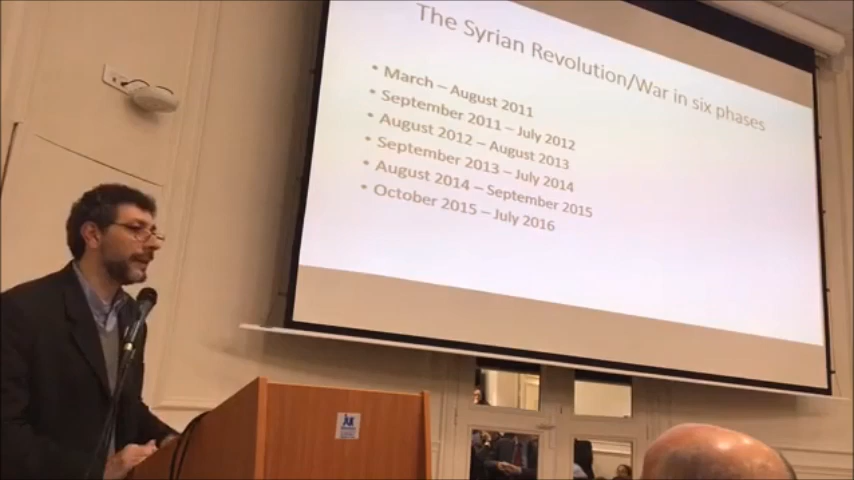 The Syrian Revolution/War in six phases
• March – August 2011
• September 2011 – July 2012
• August 2012 – August 2013
• September 2013 – July 2014
• August 2014 – September 2015
• October 2015 – July 2016